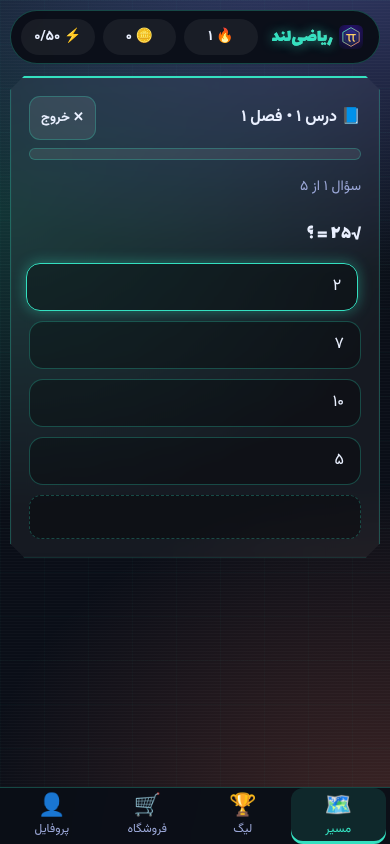 ریاضی‌لند
🔥 ۱
🪙 ۰
⚡ ۰/۵۰
📘 درس ۱ • فصل ۱
✕ خروج
سؤال ۱ از ۵
√۲۵ = ؟
۲
۷
۱۰
۵
🗺️ مسیر
🏆 لیگ
🛒 فروشگاه
👤 پروفایل